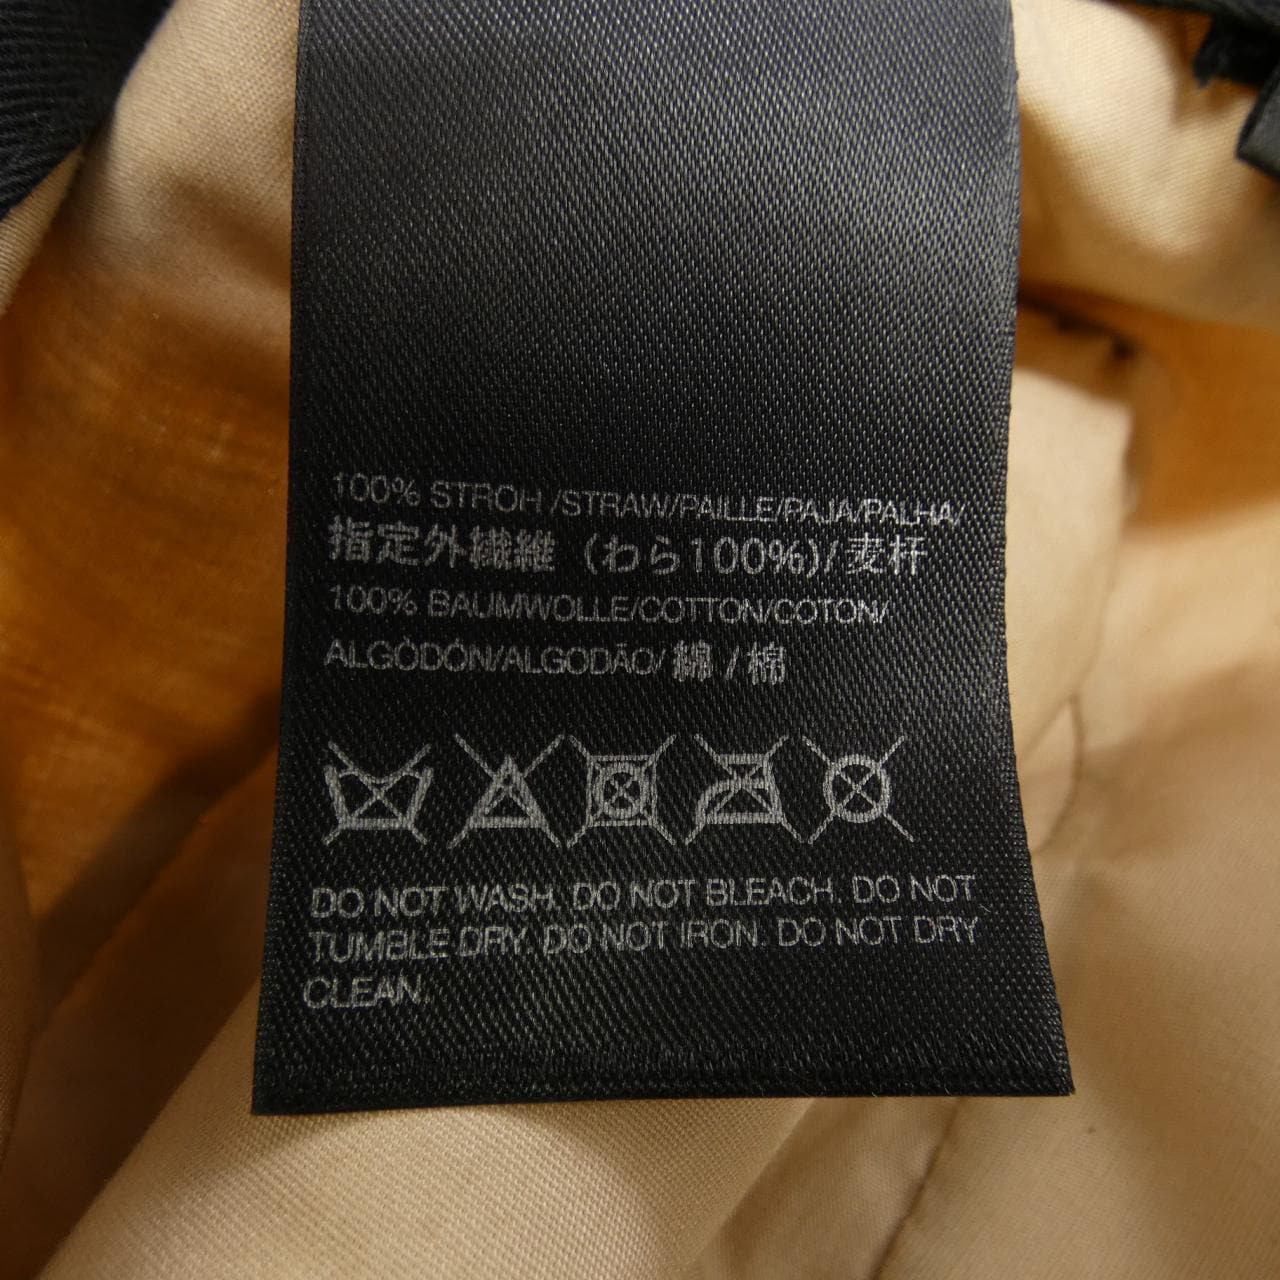 100% STROH /STRAW/PAILLE/PAJA/PALHA/
指定外繊維 (わら100%)/麦杆
100% BAUMWOLLE/COTTON/COTON/
ALGÒDÓN/ALGODÃO/ 綿 / 棉
DO NOT WASH. DO NOT BLEACH. DO NOT
TUMBLE DRY. DO NOT IRON. DO NOT DRY
CLEAN.